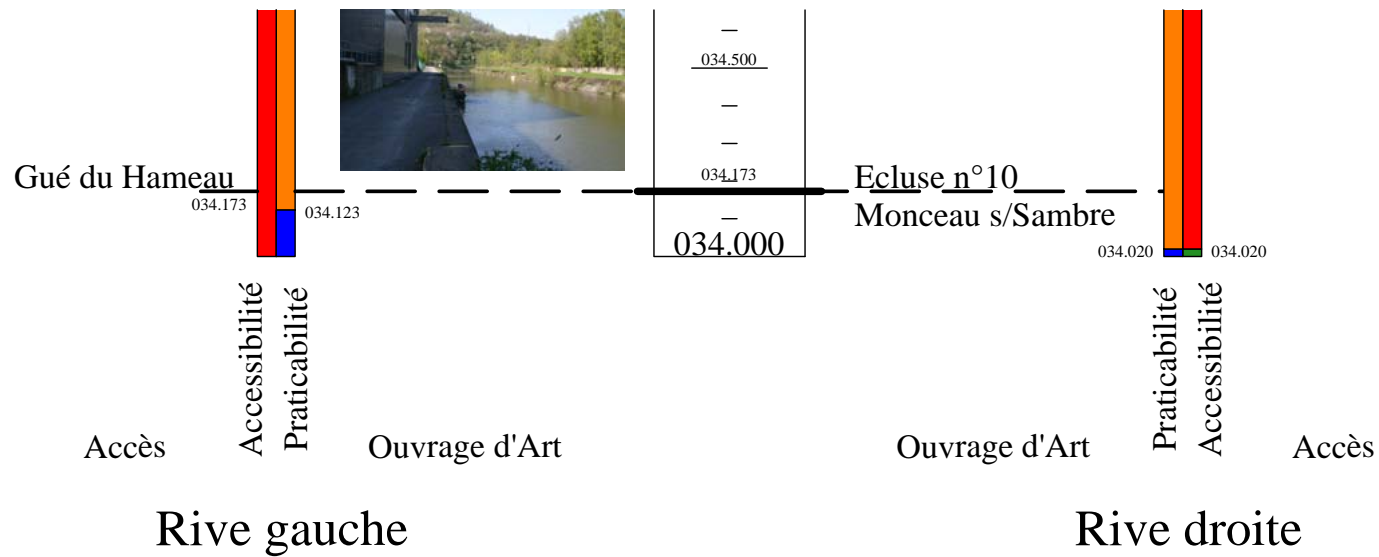 034.500
Gué du Hameau
034.173
034.123
034.173
Ecluse n°10
Monceau s/Sambre
034.000
034.020
034.020
Accessibilité
Praticabilité
Praticabilité
Accessibilité
Accès
Ouvrage d'Art
Ouvrage d'Art
Accès
Rive gauche
Rive droite